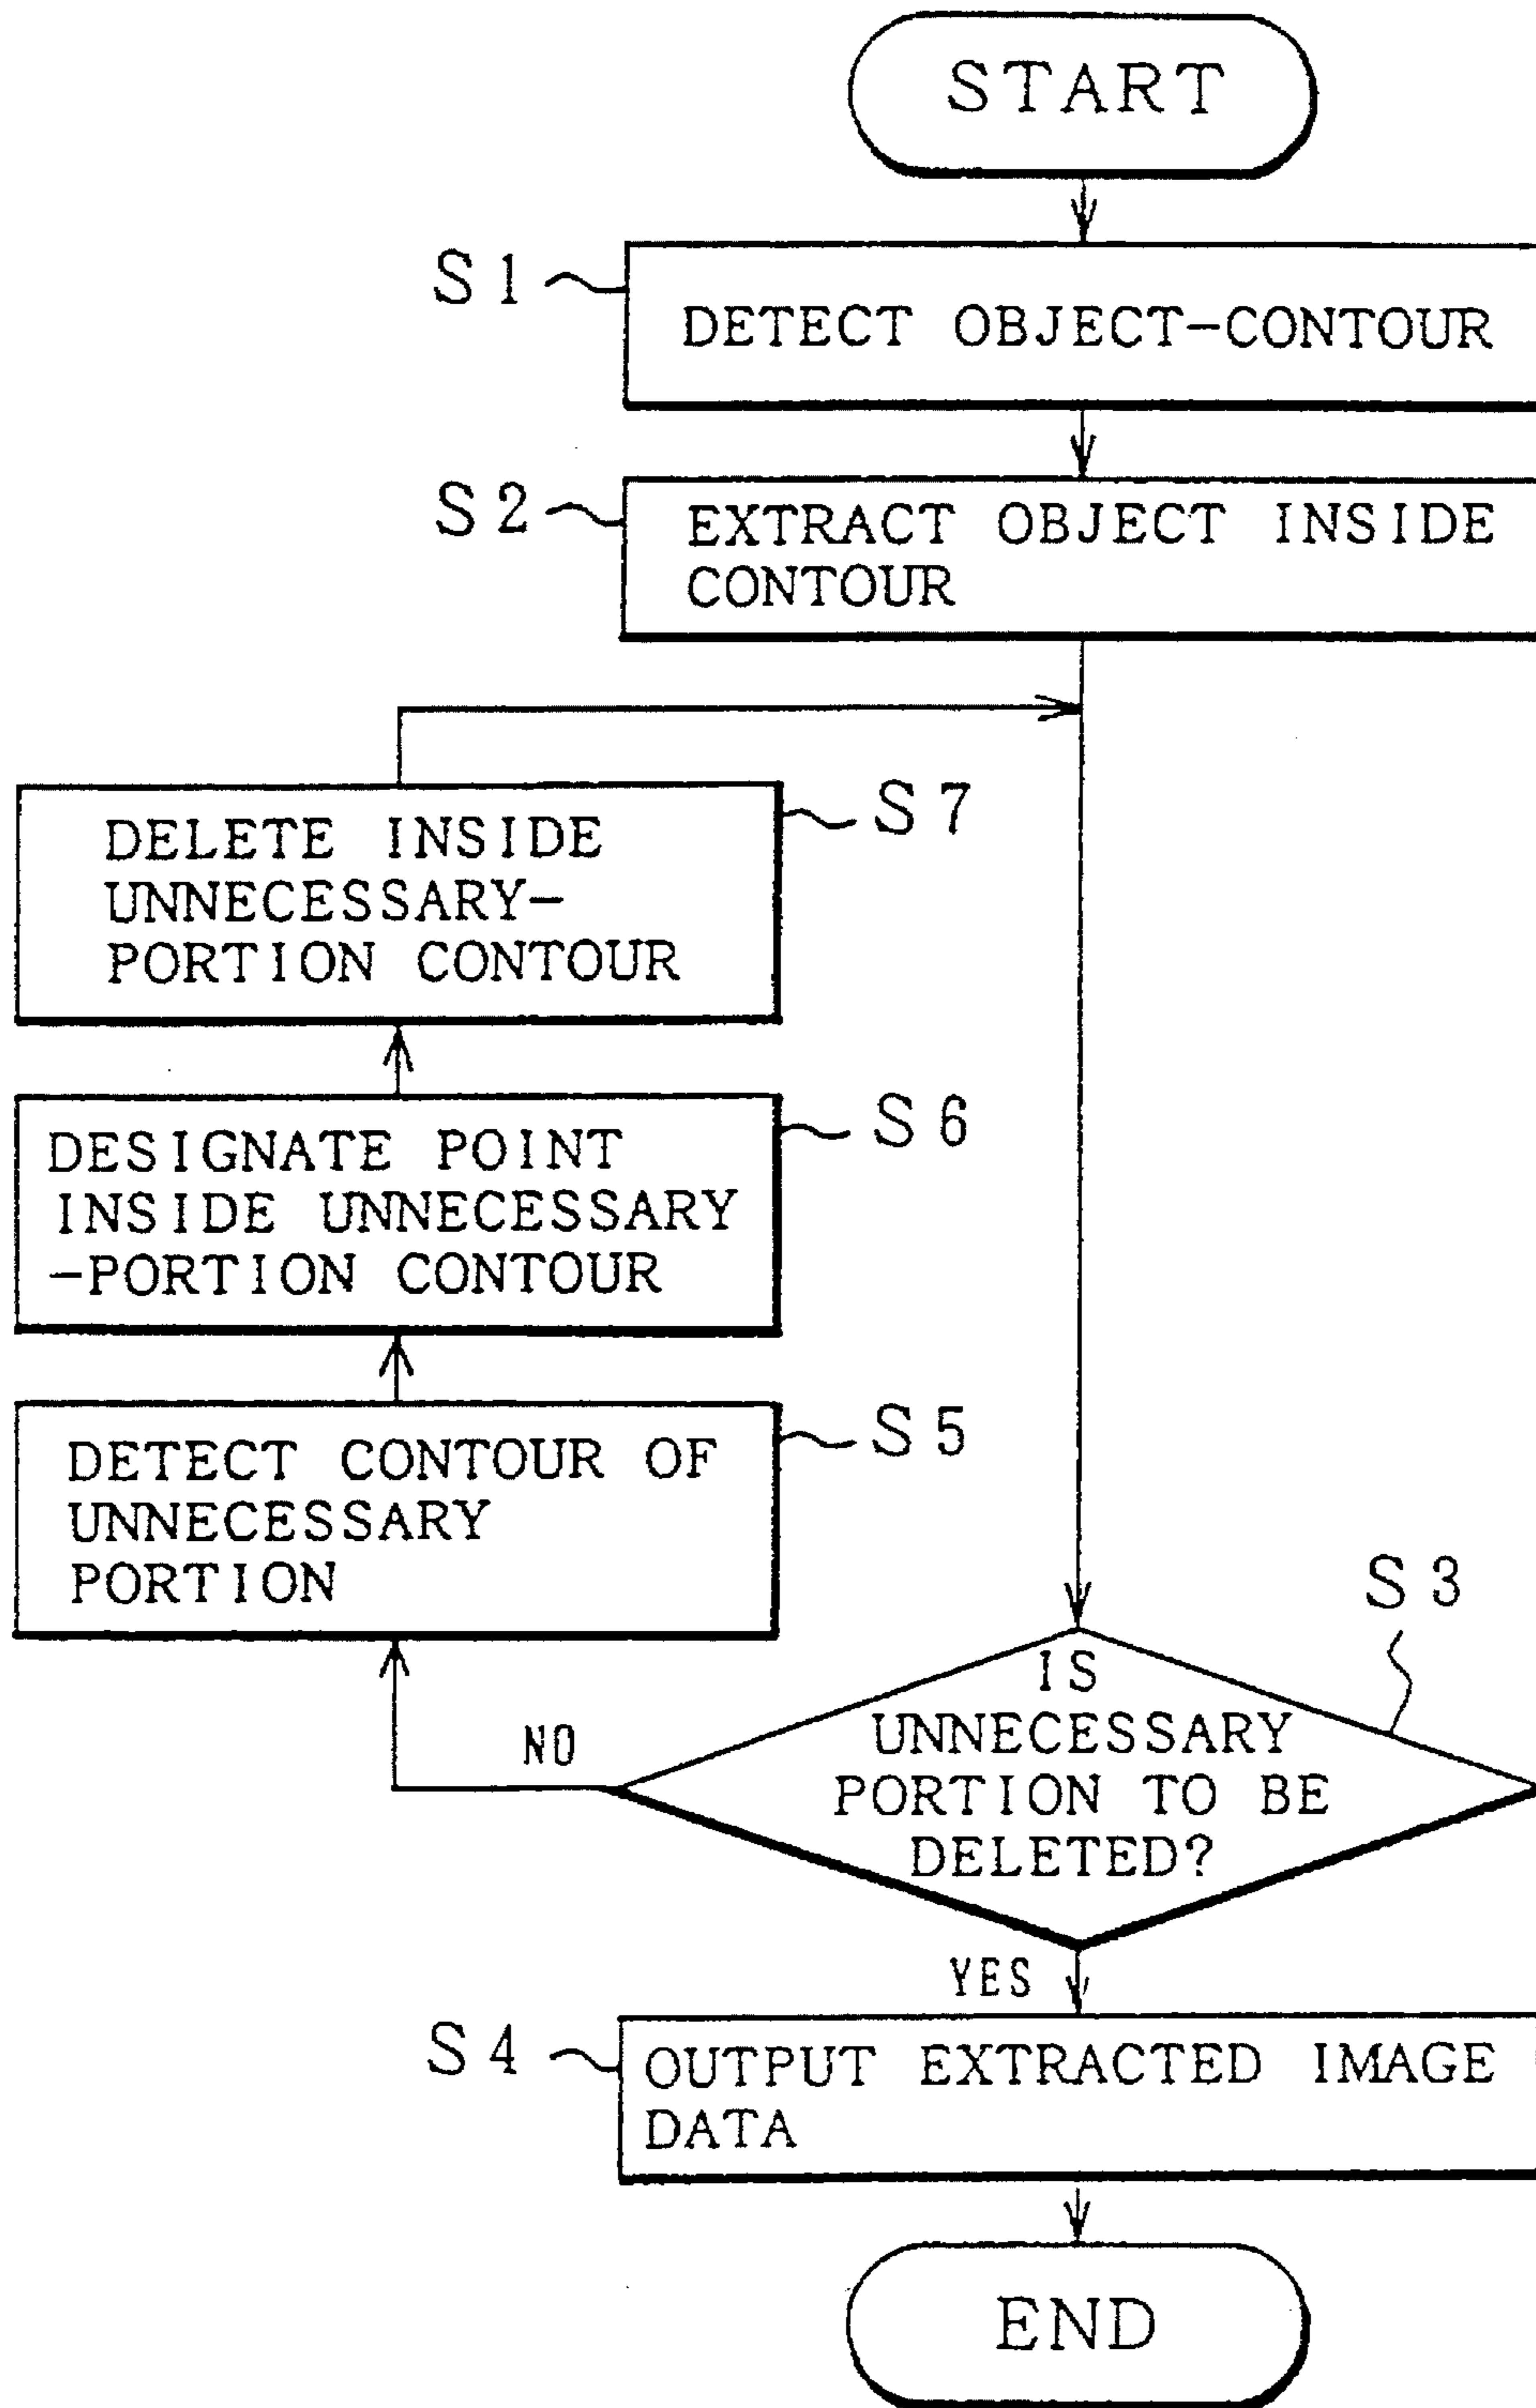 START
S1
DETECT OBJECT-CONTOUR
S2
EXTRACT OBJECT INSIDE
CONTOUR
S7
DELETE INSIDE
UNNECESSARY-
PORTION CONTOUR
S6
DESIGNATE POINT
INSIDE UNNECESSARY
-PORTION CONTOUR
S5
DETECT CONTOUR OF
UNNECESSARY
PORTION
S3
IS
UNNECESSARY
PORTION TO BE
DELETED?
NO
YES
S4
OUTPUT EXTRACTED IMAGE
DATA
END